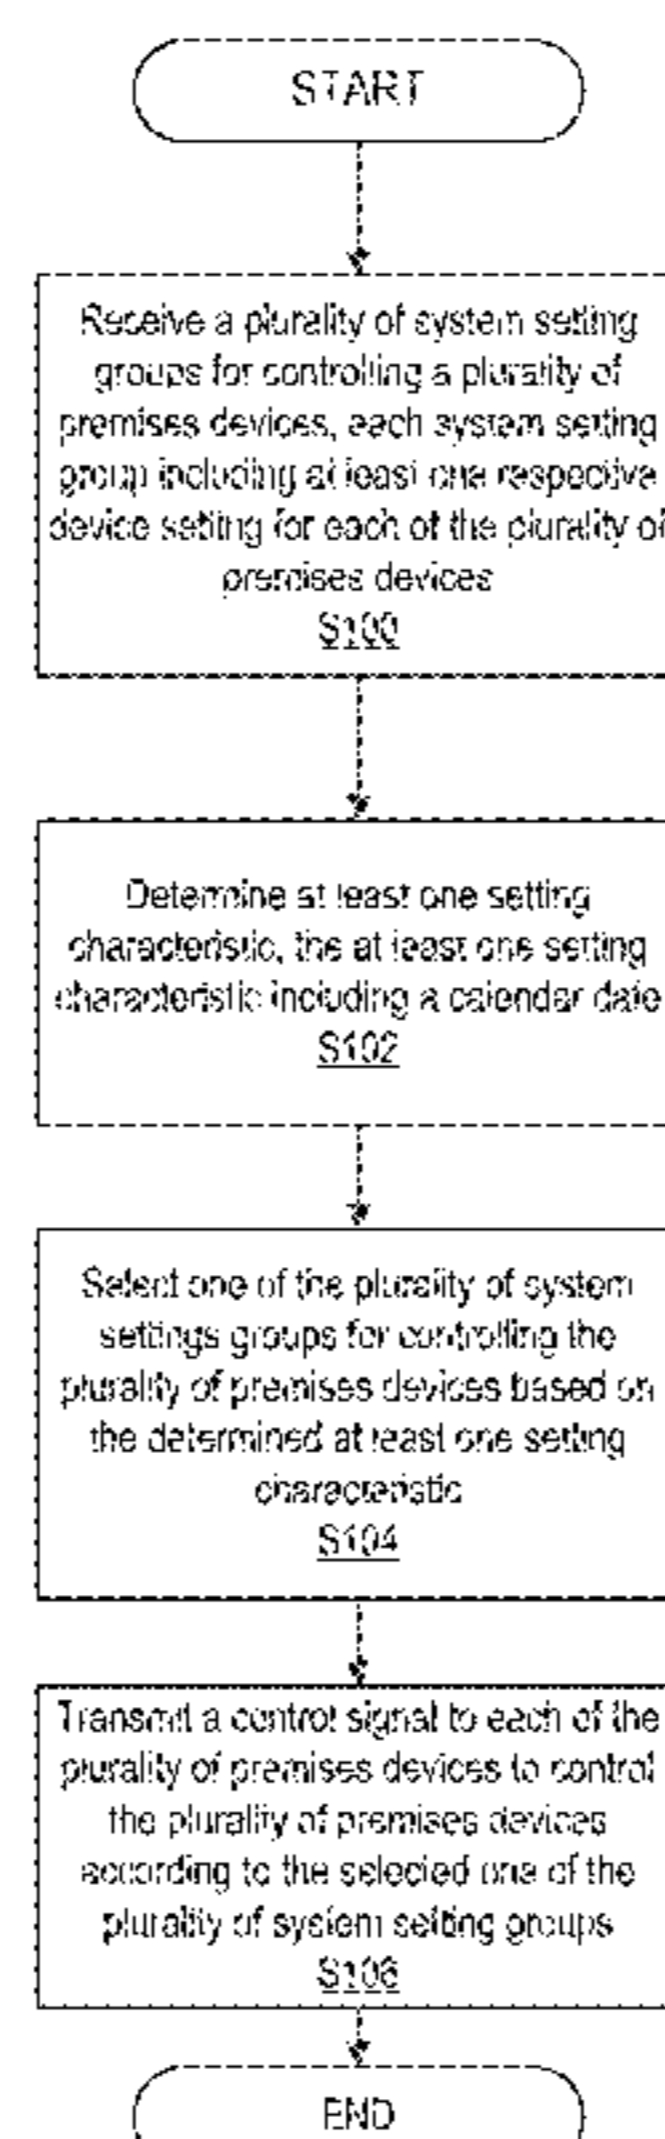 START
Receive a plurality of system setting
groups for controlling a plurality of
premises devices, each system setting
group including at least one respective
device setting for each of the plurality of
premises devices
S100
Determine at least one setting
characteristic, the at least one setting
characteristic including a calendar date
S102
Select one of the plurality of system
settings groups for controlling the
plurality of premises devices based on
the determined at least one setting
characteristic
S104
Transmit a control signal to each of the
plurality of premises devices to control
the plurality of premises devices
according to the selected one of the
plurality of system setting groups
S106
END